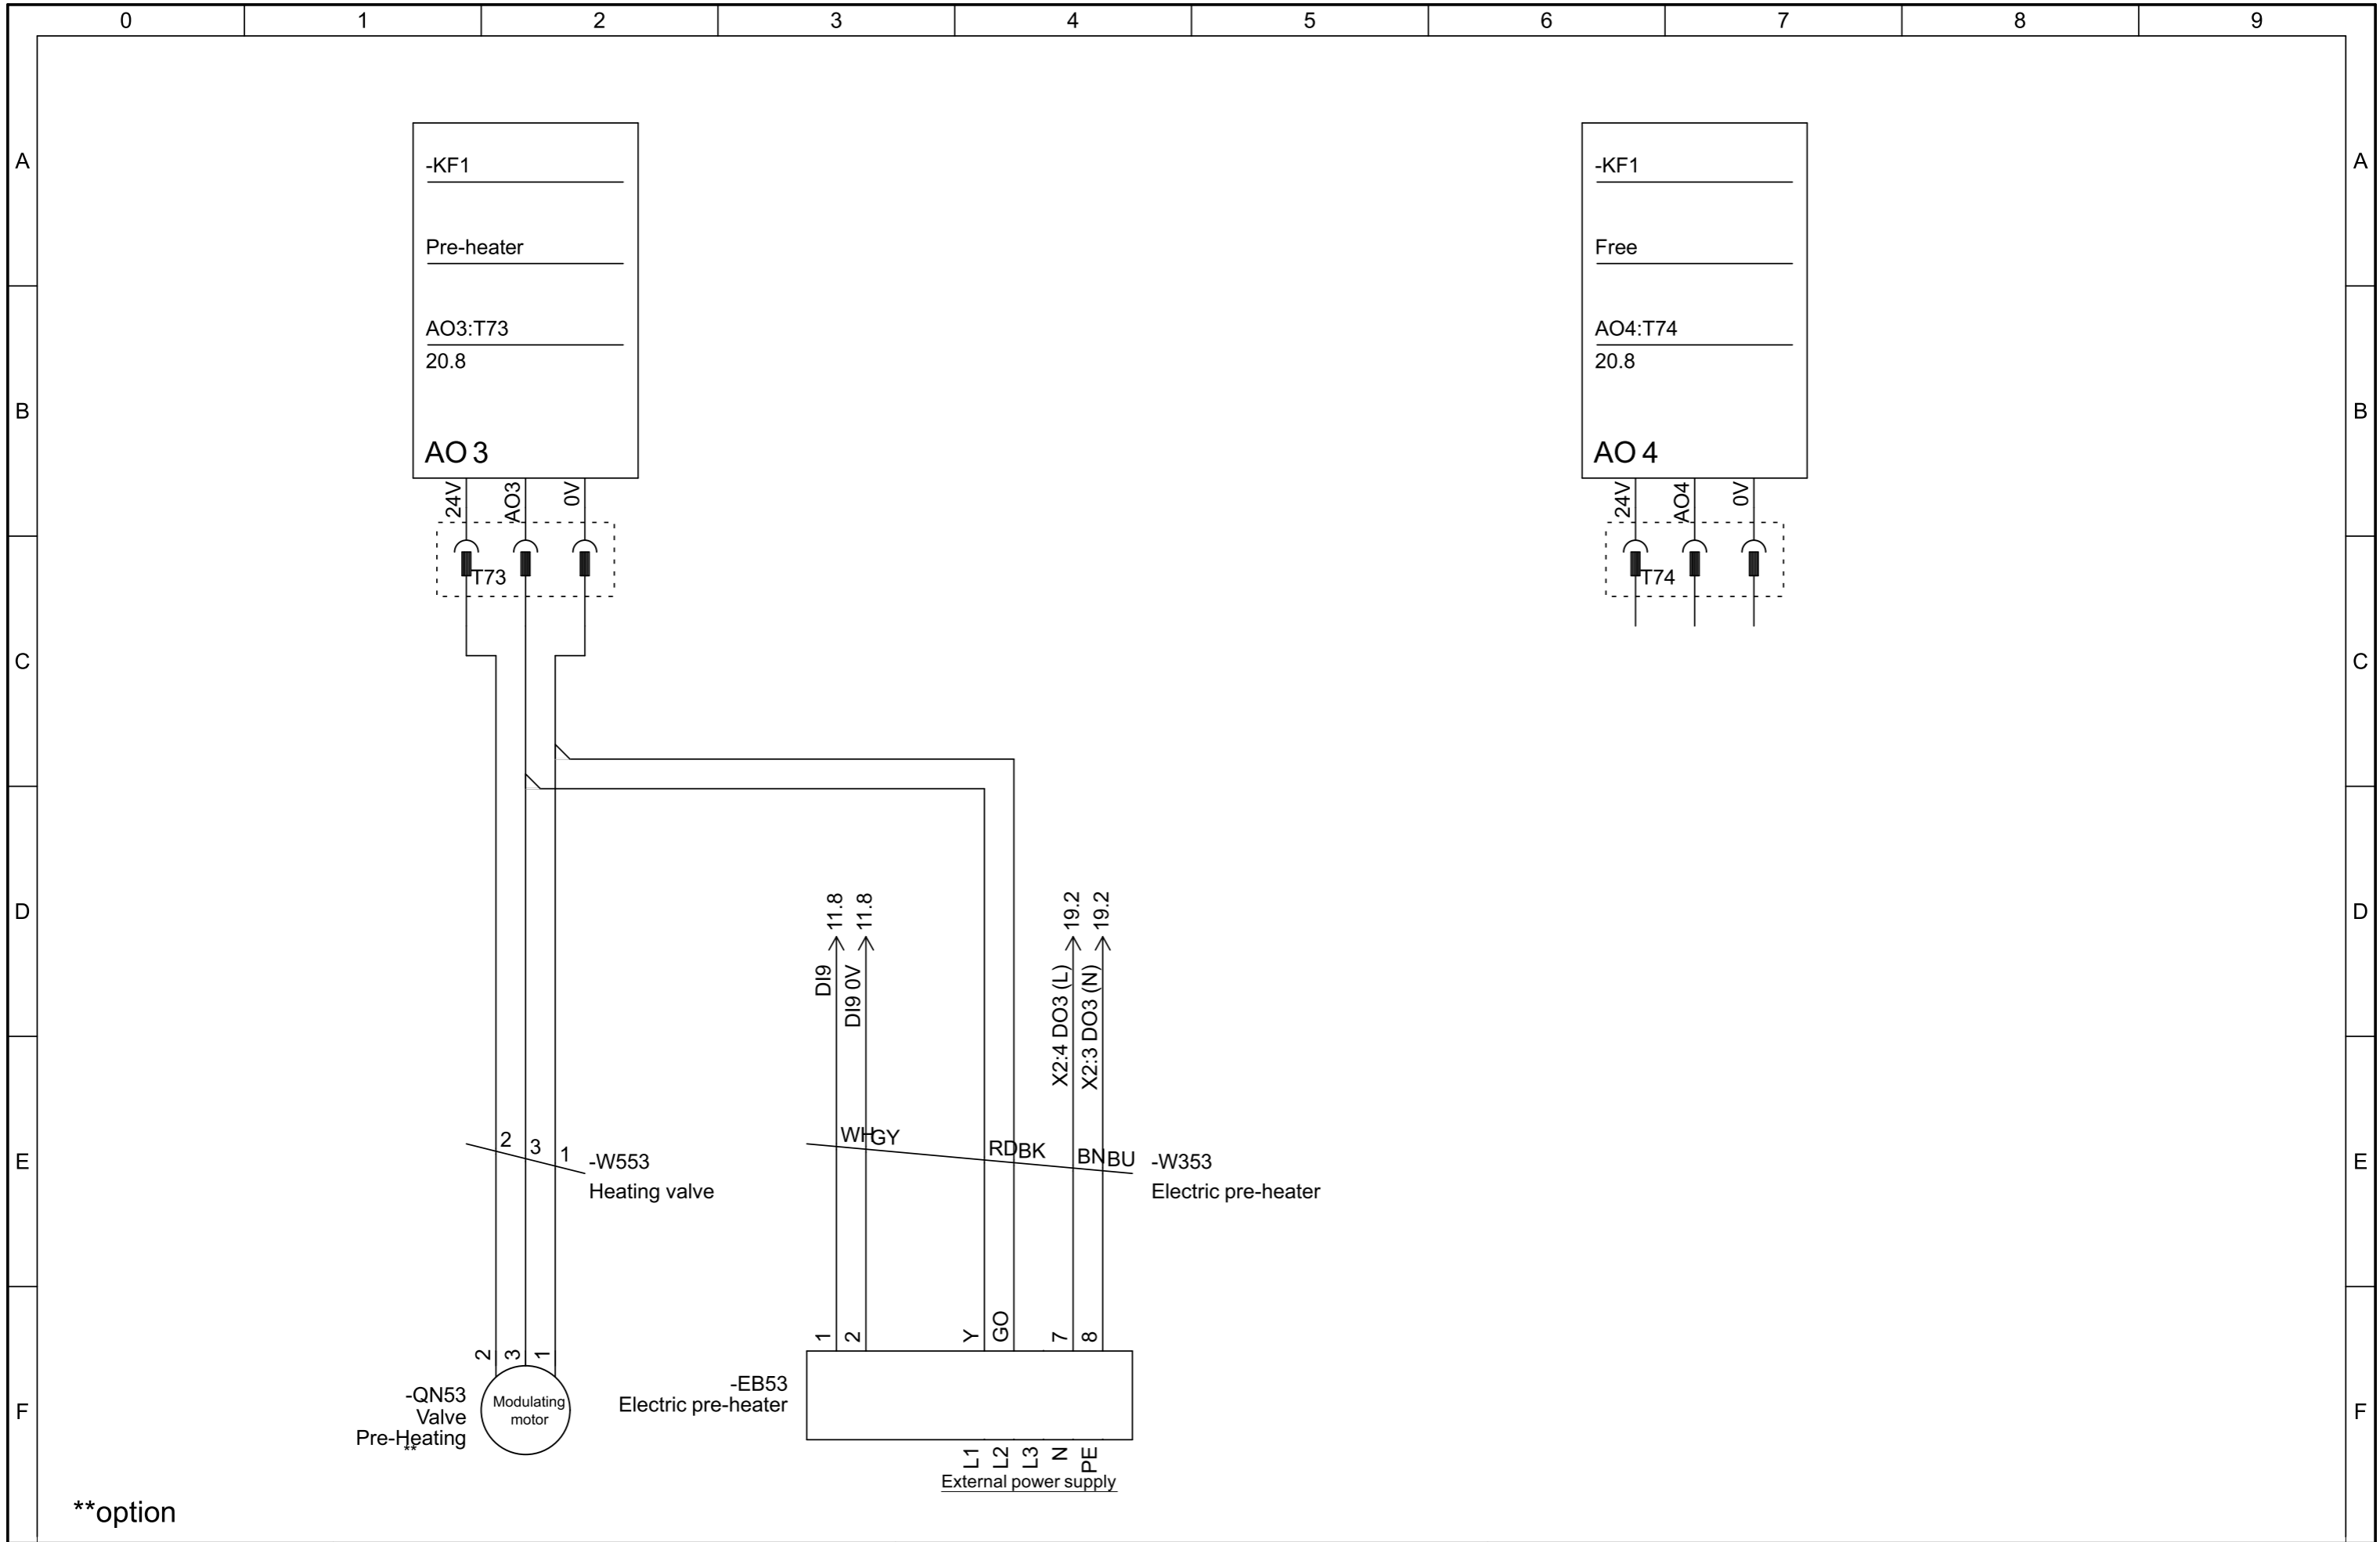 0 1 2 3 4 5 6 7 8 9
A A
-KF1
Pre-heater
AO3:T73
20.8
AO 3
24V AO3 0V
T73
-KF1
Free
AO4:T74
20.8
AO 4
24V AO4 0V
T74
B B
C C
D D
11.8 11.8 19.2 19.2
DI9
DI9 0V
X2:4 DO3 (L)
X2:3 DO3 (N)
E E
2 3 1
-W553
Heating valve
WH GY RD BK BN BU
-W353
Electric pre-heater
F F
2 3 1
-QN53
Valve
Pre-Heating
**
Modulating
motor
1 2 Y GO 7 8
-EB53
Electric pre-heater
L1 L2 L3 N PE
External power supply
**option